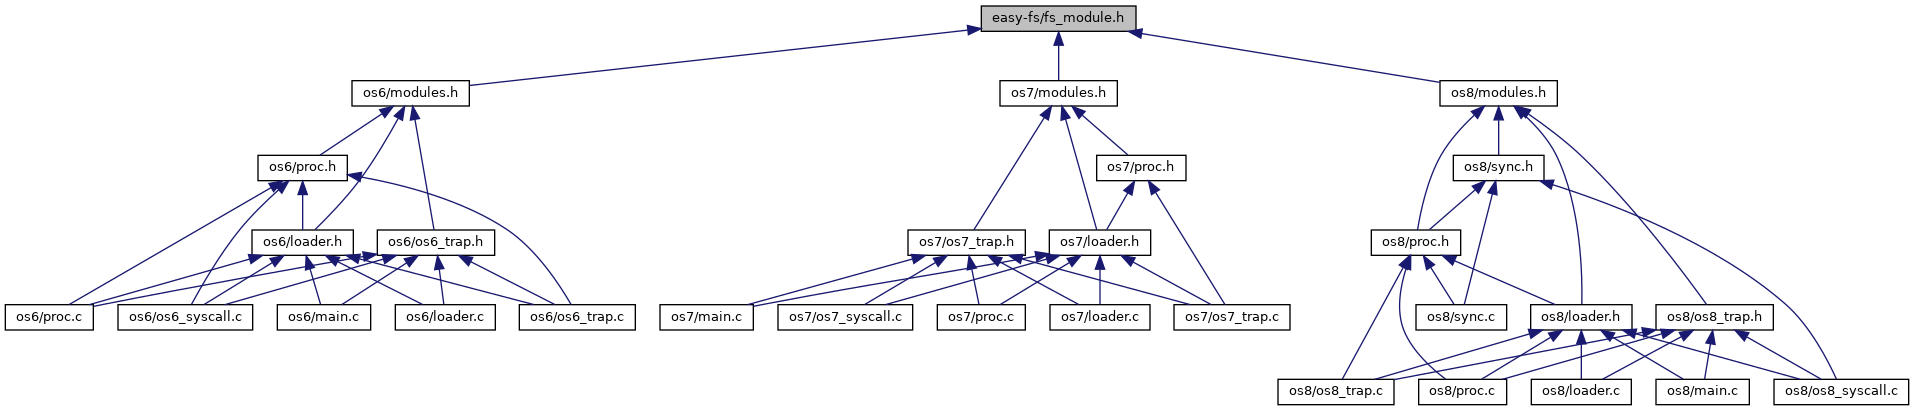 easy-fs/fs_module.h
os6/modules.h
os7/modules.h
os8/modules.h
os6/proc.h
os7/proc.h
os8/sync.h
os6/loader.h
os6/os6_trap.h
os7/os7_trap.h
os7/loader.h
os8/proc.h
os6/proc.c
os6/os6_syscall.c
os6/main.c
os6/loader.c
os6/os6_trap.c
os7/main.c
os7/os7_syscall.c
os7/proc.c
os7/loader.c
os7/os7_trap.c
os8/sync.c
os8/loader.h
os8/os8_trap.h
os8/os8_trap.c
os8/proc.c
os8/loader.c
os8/main.c
os8/os8_syscall.c